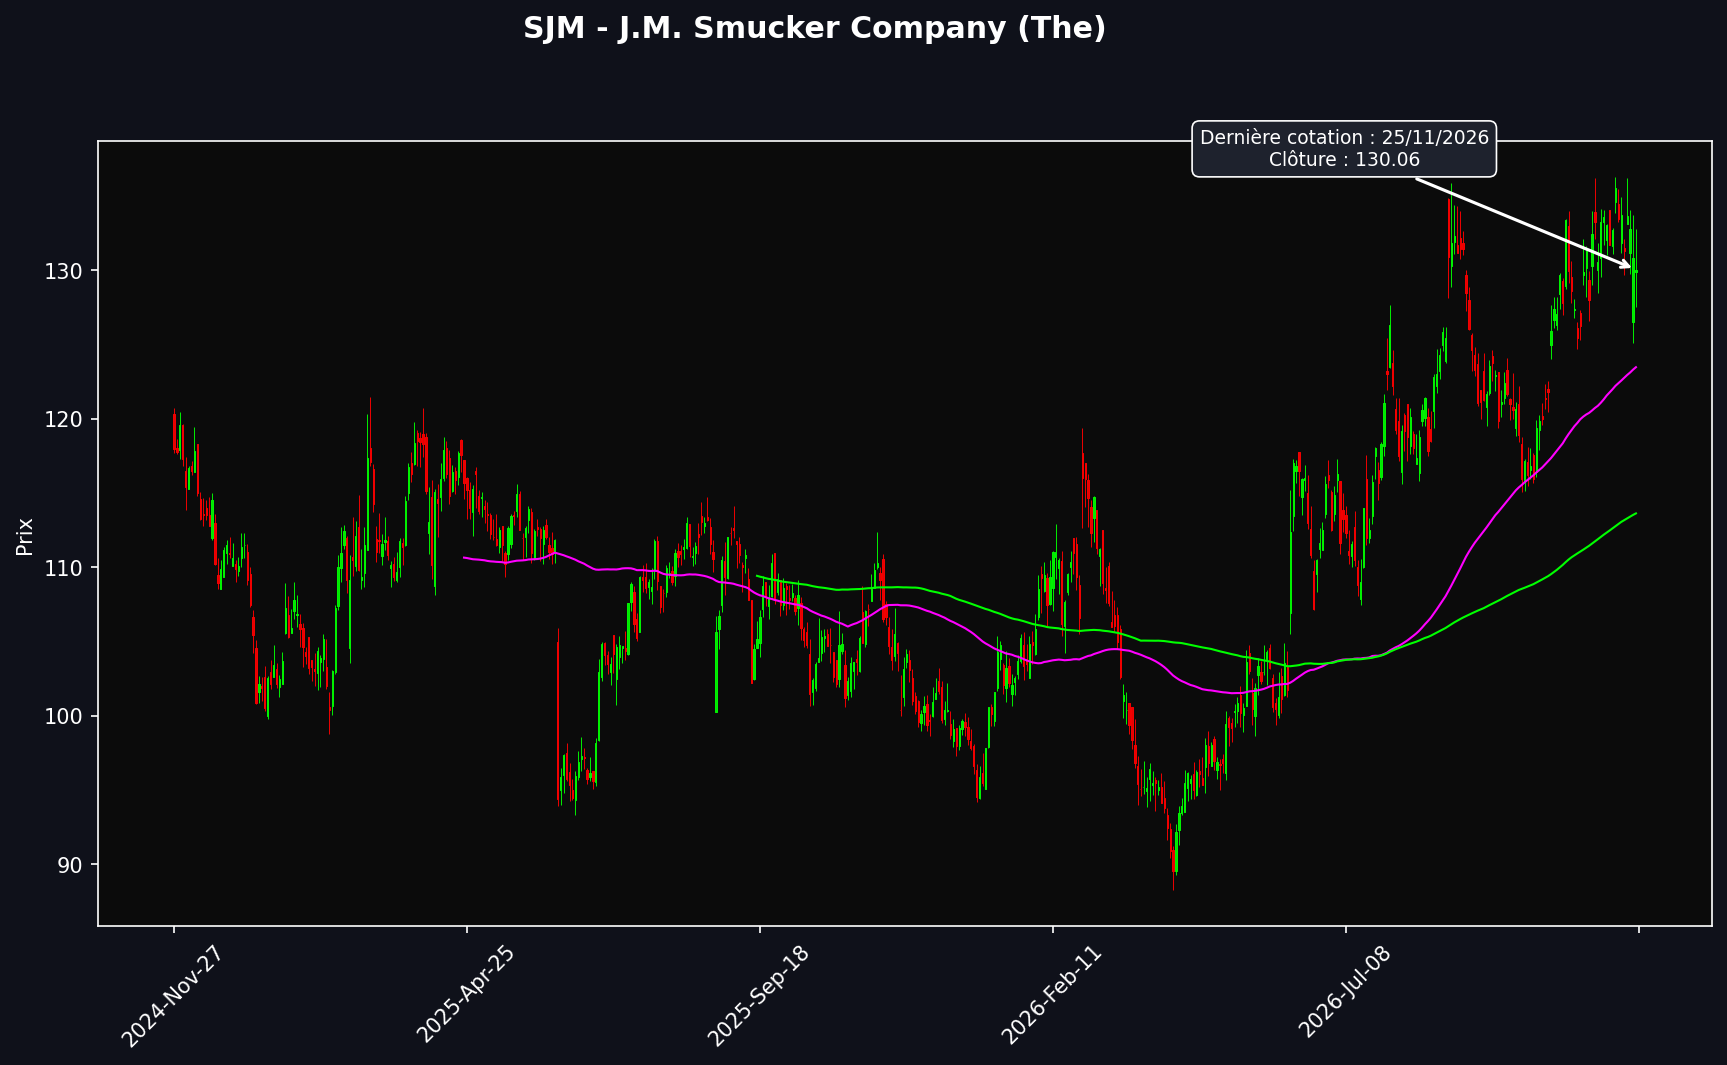 SJM - J.M. Smucker Company (The)
Dernière cotation : 25/11/2026
Clôture : 130.06
Prix
130
120
110
100
90
2024-Nov-27
2025-Apr-25
2025-Sep-18
2026-Feb-11
2026-Jul-08